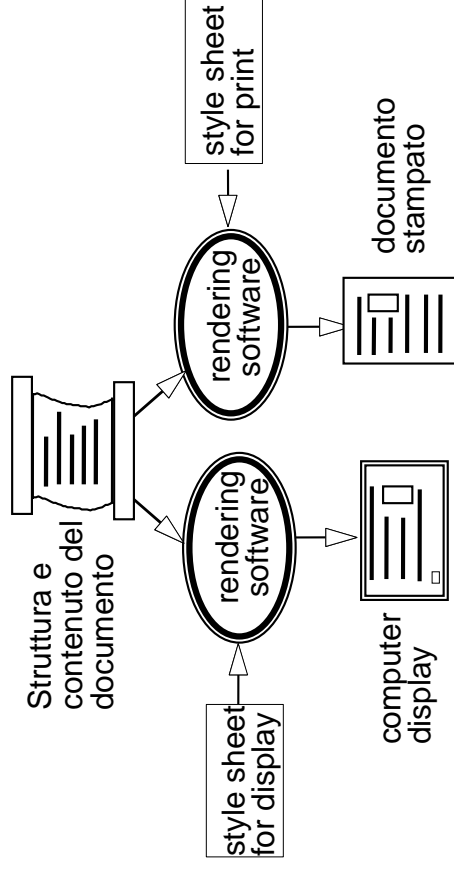 Struttura e
contenuto del
documento
style sheet
for display
rendering
software
rendering
software
style sheet
for print
computer
display
documento
stampato